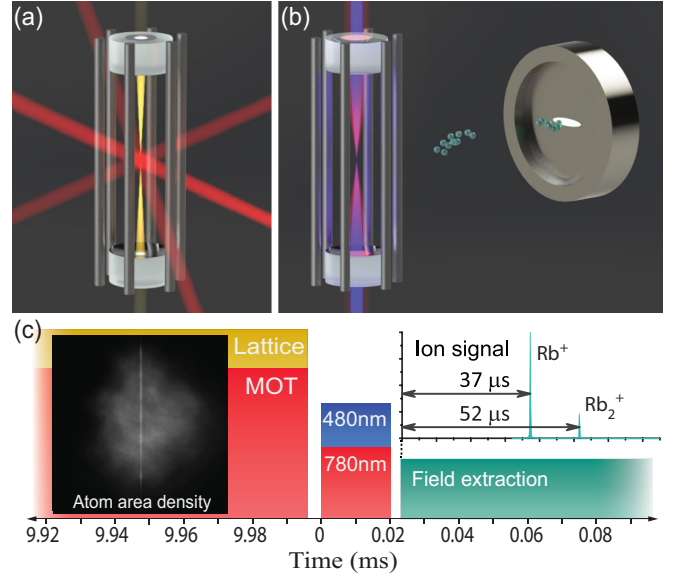 (a)
(b)
(c)
Lattice
MOT
Atom area density
480nm
780nm
Ion signal
Rb⁺
37 μs
52 μs
Rb₂⁺
Field extraction
9.92 9.94 9.96 9.98 0 0.02 0.04 0.06 0.08
Time (ms)